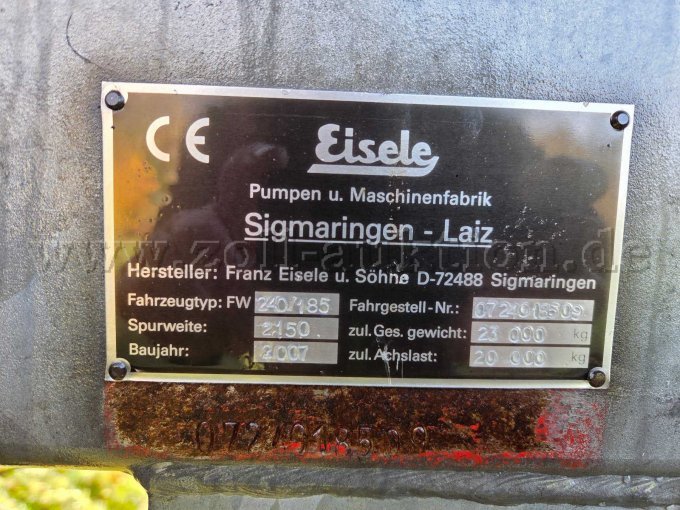 CE
Eisele
Pumpen u. Maschinenfabrik
Sigmaringen - Laiz
www.zoll-auktion.de
Hersteller: Franz Eisele u. Söhne D-72488 Sigmaringen
Fahrzeugtyp: FW 240/185 Fahrgestell-Nr.:
Spurweite: 2150. zul. Ges. gewicht: 23 000 kg
Baujahr: 2007 zul. Achslast: 20 000 kg